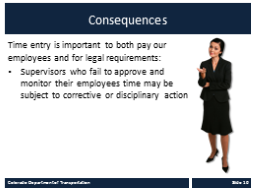 Consequences
Time entry is important to both pay our
employees and for legal requirements:
• Supervisors who fail to approve and
monitor their employees time may be
subject to corrective or disciplinary action
Colorado Department of Transportation
Slide 10